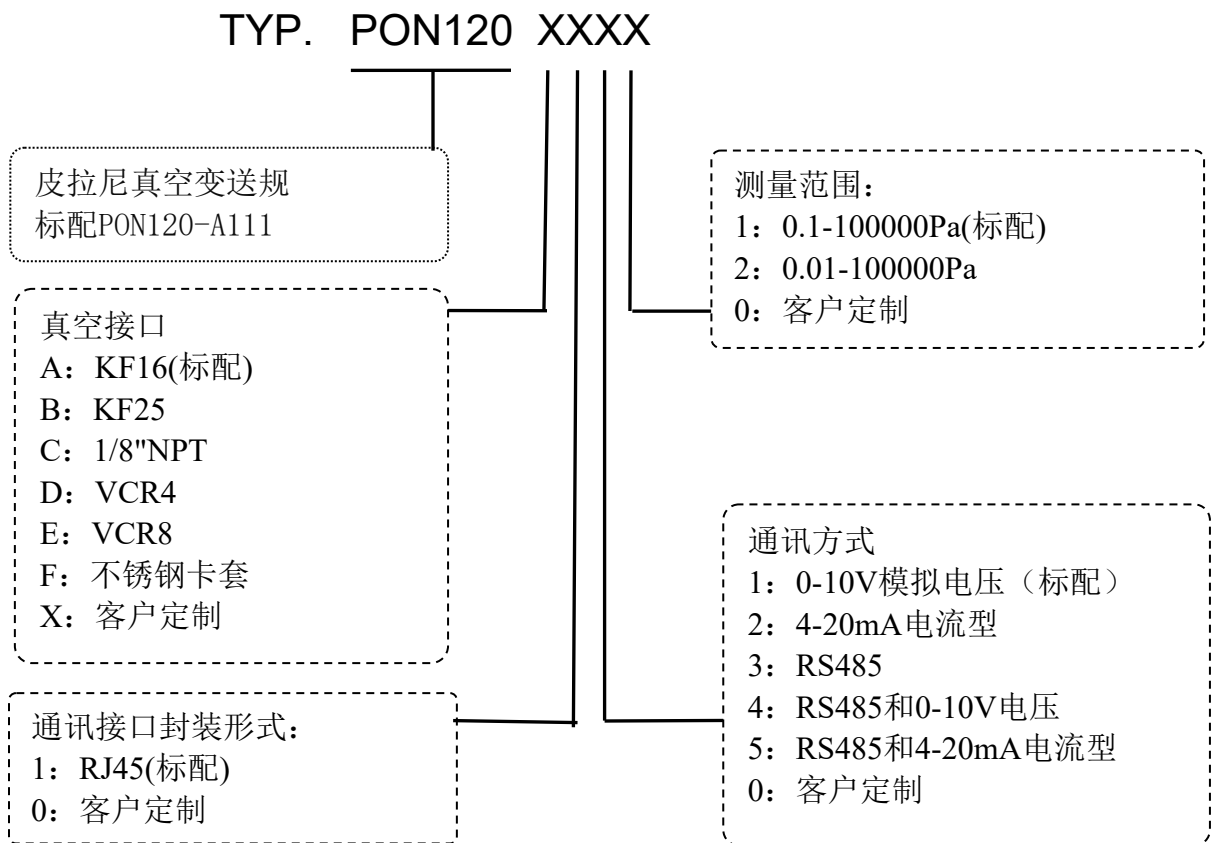 TYP. PON120 XXXX
皮拉尼真空变送规
标配PON120-A111
真空接口
A：KF16(标配)
B：KF25
C：1/8"NPT
D：VCR4
E：VCR8
F：不锈钢卡套
X：客户定制
通讯接口封装形式：
1：RJ45(标配)
0：客户定制
测量范围：
1：0.1-100000Pa(标配)
2：0.01-100000Pa
0：客户定制
通讯方式
1：0-10V模拟电压（标配）
2：4-20mA电流型
3：RS485
4：RS485和0-10V电压
5：RS485和4-20mA电流型
0：客户定制